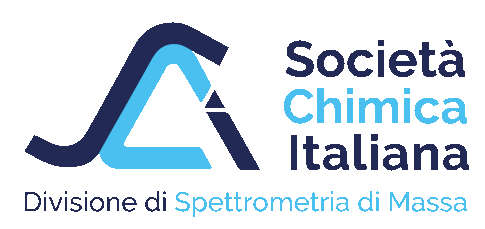 Società
Chimica
Italiana
Divisione di Spettrometria di Massa